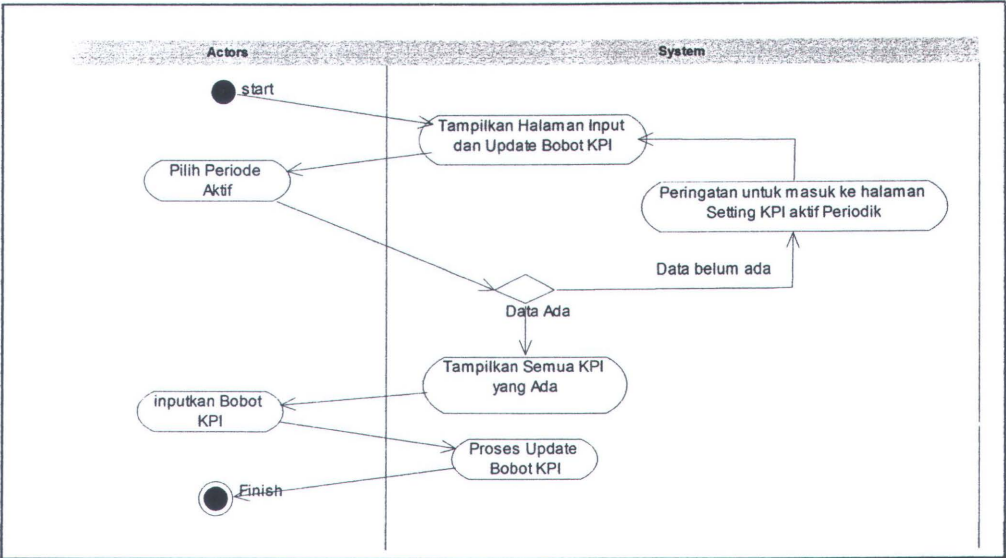 Actors
System
start
Tampilkan Halaman Input
dan Update Bobot KPI
Pilih Periode
Aktif
Peringatan untuk masuk ke halaman
Setting KPI aktif Periodik
Data belum ada
Data Ada
Tampilkan Semua KPI
yang Ada
inputkan Bobot
KPI
Proses Update
Bobot KPI
Finish